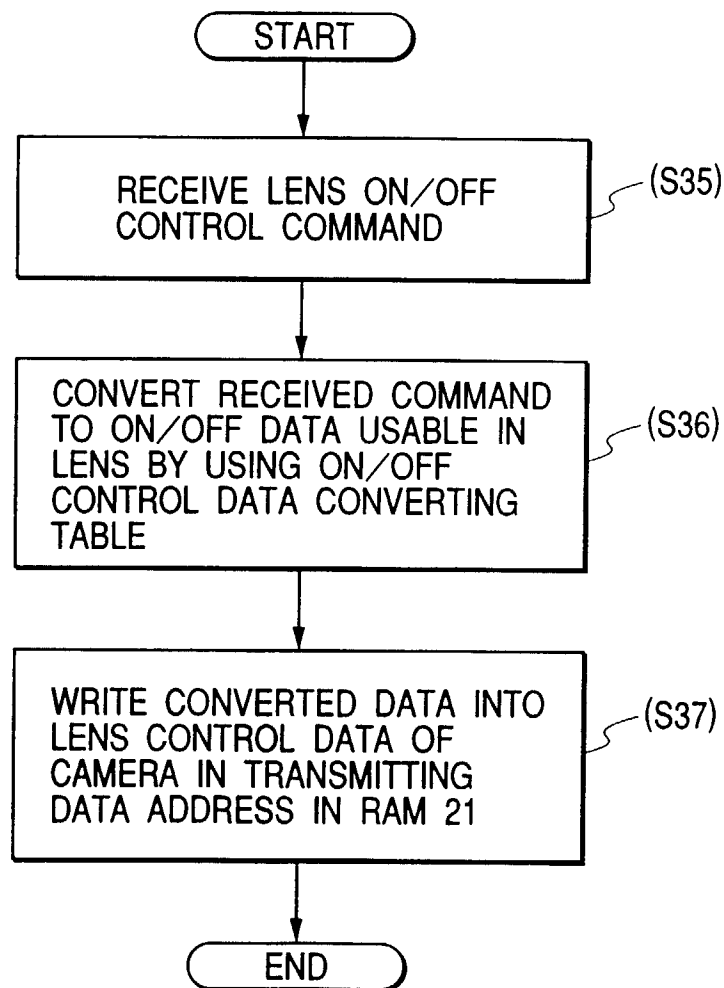 START
RECEIVE LENS ON/OFF
CONTROL COMMAND
(S35)
CONVERT RECEIVED COMMAND
TO ON/OFF DATA USABLE IN
LENS BY USING ON/OFF
CONTROL DATA CONVERTING
TABLE
(S36)
WRITE CONVERTED DATA INTO
LENS CONTROL DATA OF
CAMERA IN TRANSMITTING
DATA ADDRESS IN RAM 21
(S37)
END